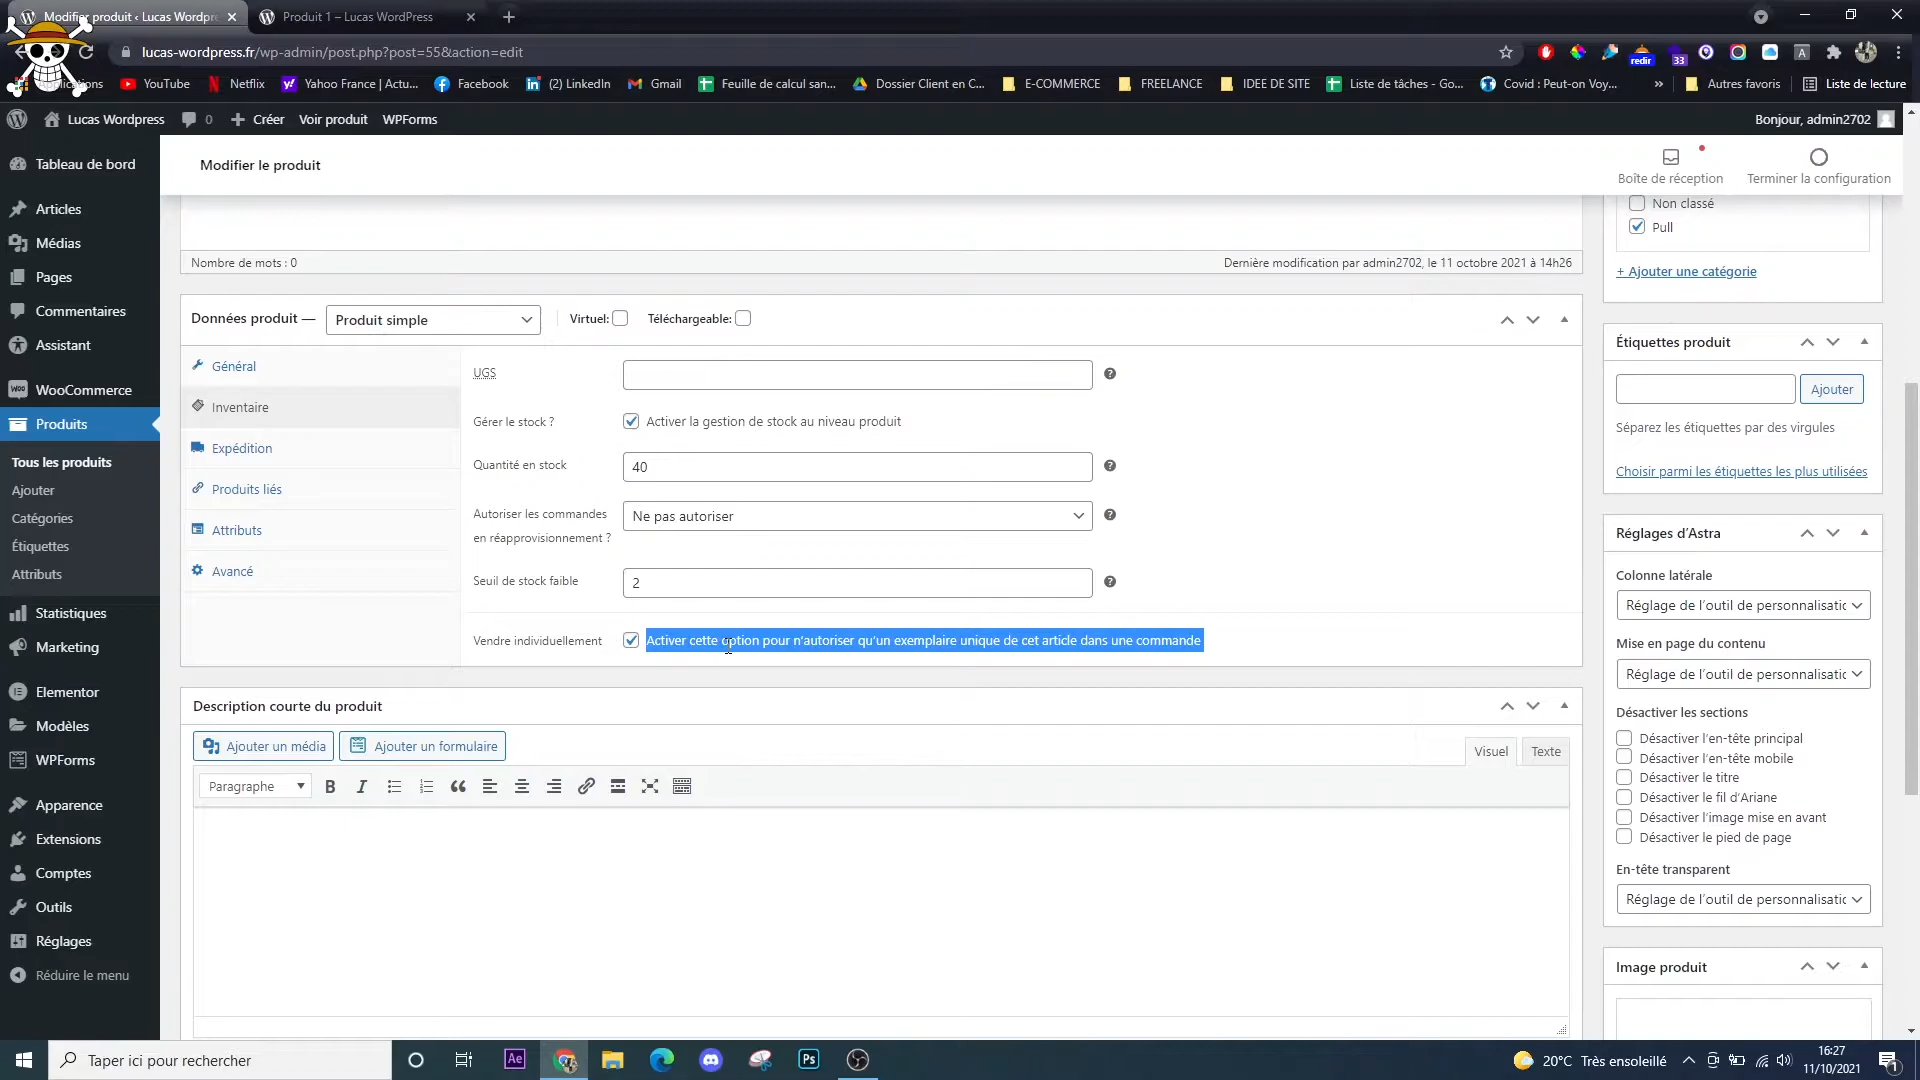 Modifier produit ‹ Lucas WordPre
Produit 1 – Lucas WordPress
lucas-wordpress.fr/wp-admin/post.php?post=55&action=edit
redir
33
YouTube
Netflix
Yahoo France | Actu...
Facebook
(2) LinkedIn
Gmail
Feuille de calcul san...
Dossier Client en C...
E-COMMERCE
FREELANCE
IDEE DE SITE
Liste de tâches - Go...
Covid : Peut-on Voy...
»
Autres favoris
Liste de lecture
Lucas Wordpress
0
Créer
Voir produit
WPForms
Bonjour, admin2702
Tableau de bord
Articles
Médias
Pages
Commentaires
Assistant
WooCommerce
Produits
Tous les produits
Ajouter
Catégories
Étiquettes
Attributs
Statistiques
Marketing
Elementor
Modèles
WPForms
Apparence
Extensions
Comptes
Outils
Réglages
Réduire le menu
Modifier le produit
Boîte de réception
Terminer la configuration
Nombre de mots : 0
Dernière modification par admin2702, le 11 octobre 2021 à 14h26
Données produit —
Produit simple
Virtuel:
Téléchargeable:
Général
Inventaire
Expédition
Produits liés
Attributs
Avancé
UGS
Gérer le stock ?
Activer la gestion de stock au niveau produit
Quantité en stock
40
Autoriser les commandes
en réapprovisionnement ?
Ne pas autoriser
Seuil de stock faible
2
Vendre individuellement
Activer cette option pour n'autoriser qu'un exemplaire unique de cet article dans une commande
Description courte du produit
Ajouter un média
Ajouter un formulaire
Visuel
Texte
Paragraphe
Non classé
Pull
+ Ajouter une catégorie
Étiquettes produit
Ajouter
Séparez les étiquettes par des virgules
Choisir parmi les étiquettes les plus utilisées
Réglages d'Astra
Colonne latérale
Réglage de l'outil de personnalisatic
Mise en page du contenu
Réglage de l'outil de personnalisatic
Désactiver les sections
Désactiver l'en-tête principal
Désactiver l'en-tête mobile
Désactiver le titre
Désactiver le fil d'Ariane
Désactiver l'image mise en avant
Désactiver le pied de page
En-tête transparent
Réglage de l'outil de personnalisatic
Image produit
Taper ici pour rechercher
Ae
Ps
20°C Très ensoleillé
16:27
11/10/2021
1